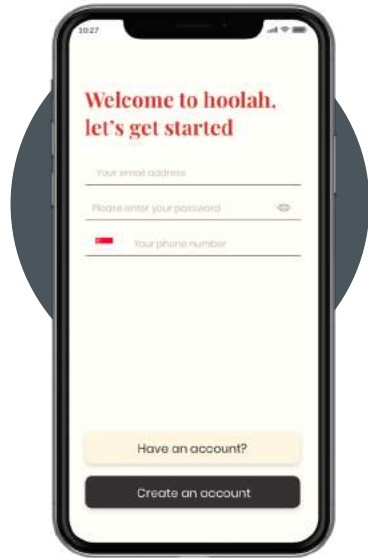 10:27
Welcome to hoolah.
let's get started
Your email address
Please enter your password
Your phone number
Have an account?
Create an account